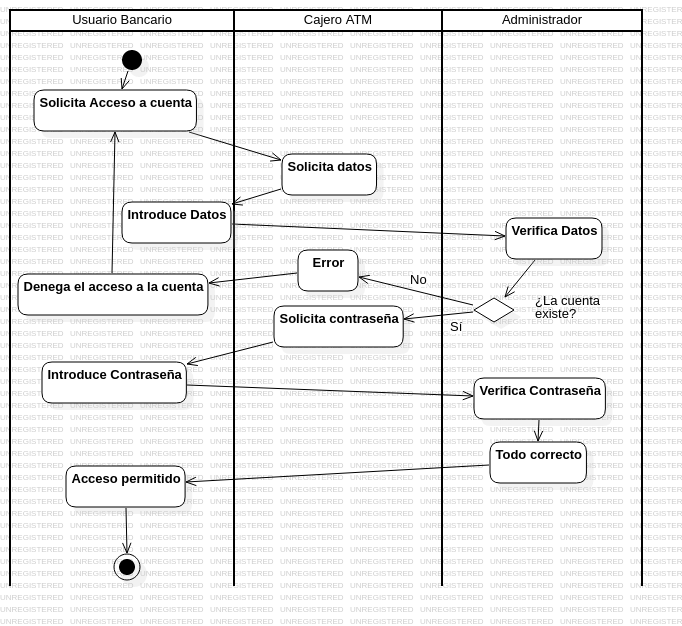 Usuario Bancario
Cajero ATM
Administrador
Solicita Acceso a cuenta
Solicita datos
Introduce Datos
Verifica Datos
Error
No
Denega el acceso a la cuenta
¿La cuenta
existe?
Solicita contraseña
Sí
Introduce Contraseña
Verifica Contraseña
Todo correcto
Acceso permitido
UNREGISTERED